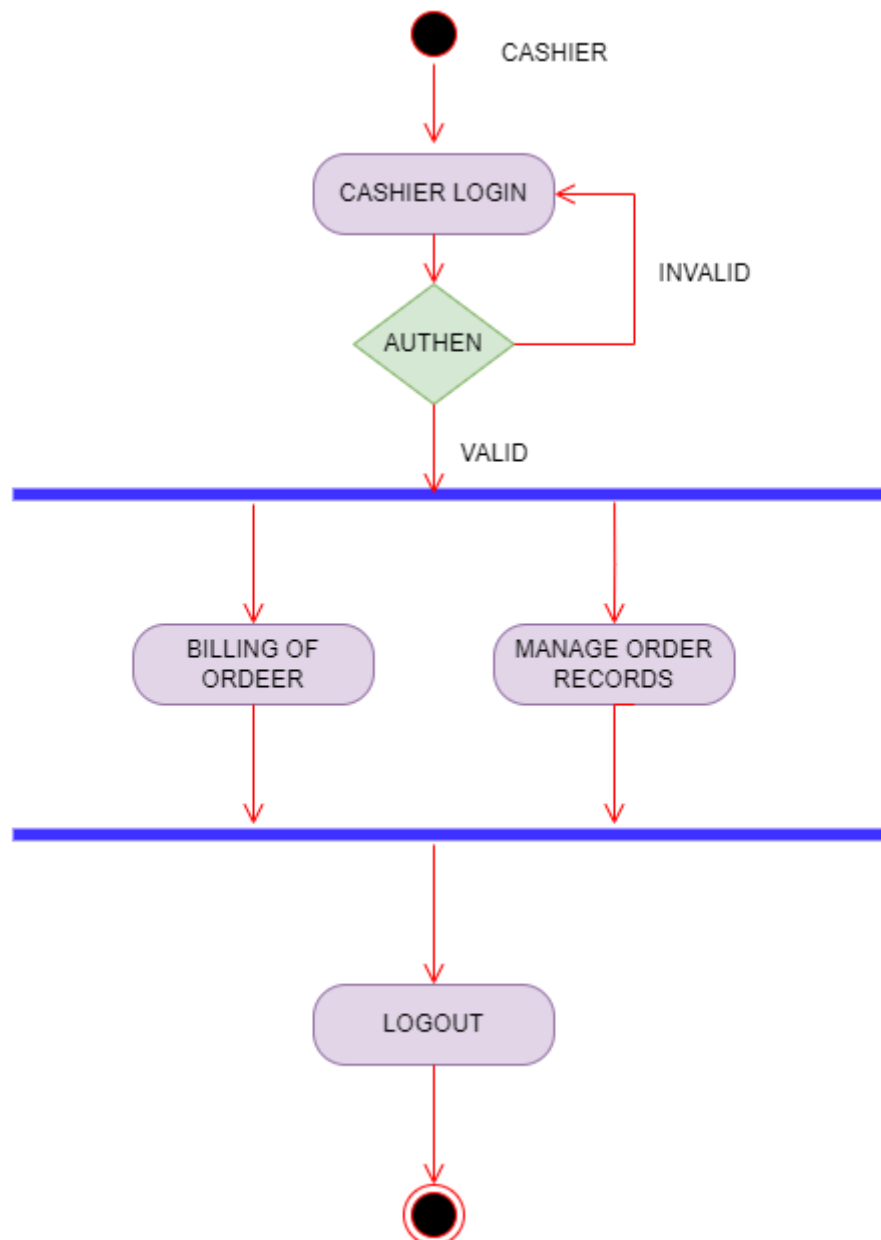 CASHIER
CASHIER LOGIN
INVALID
AUTHEN
VALID
BILLING OF
ORDEER
MANAGE ORDER
RECORDS
LOGOUT